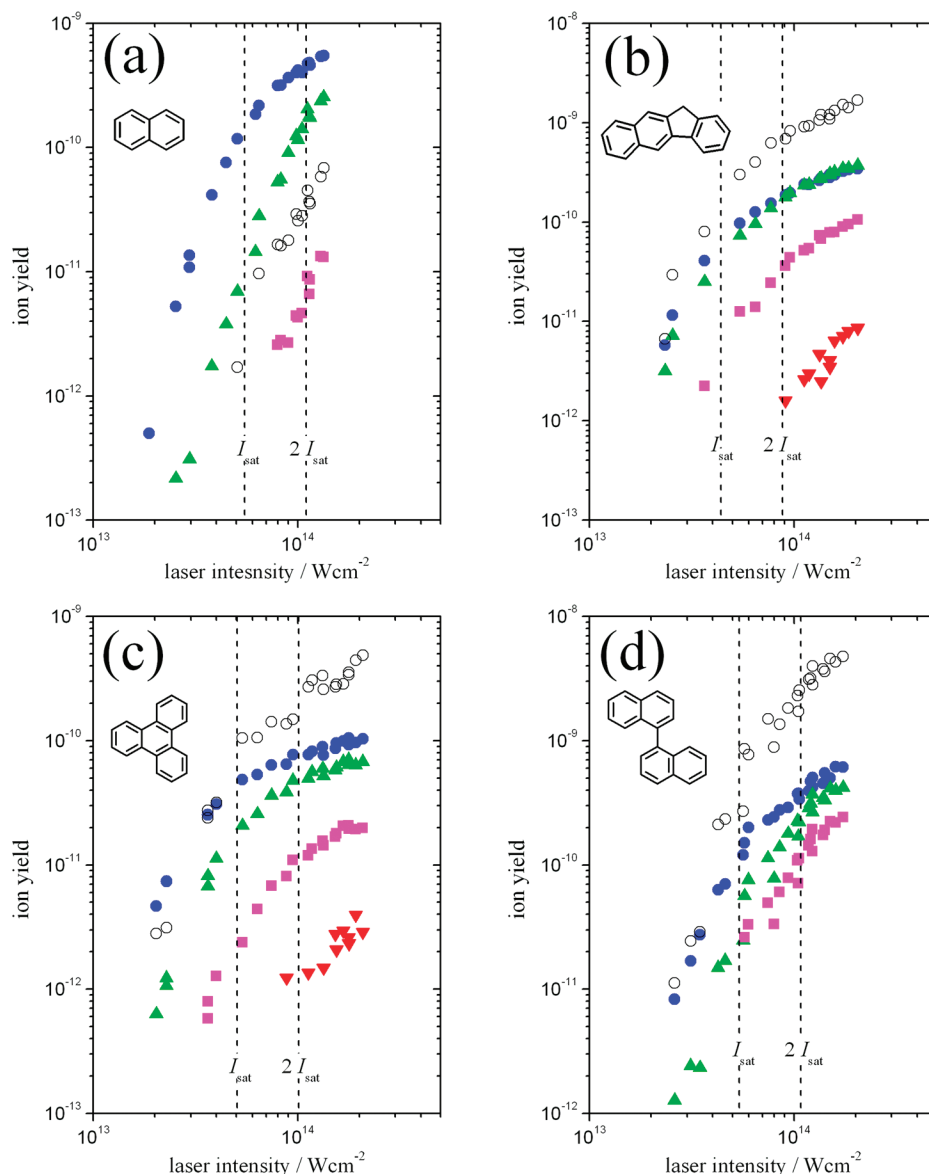 (a)
10^-9
10^-10
10^-11
10^-12
10^-13
ion yield
I_sat
2 I_sat
10^13
10^14
laser intesnsity / Wcm^-2
(b)
10^-8
10^-9
10^-10
10^-11
10^-12
10^-13
ion yield
I_sat
2 I_sat
10^13
10^14
laser intensity / Wcm^-2
(c)
10^-9
10^-10
10^-11
10^-12
10^-13
ion yield
I_sat
2 I_sat
10^13
10^14
laser intensity / Wcm^-2
(d)
10^-8
10^-9
10^-10
10^-11
10^-12
ion yield
I_sat
2 I_sat
10^13
10^14
laser intensity / Wcm^-2